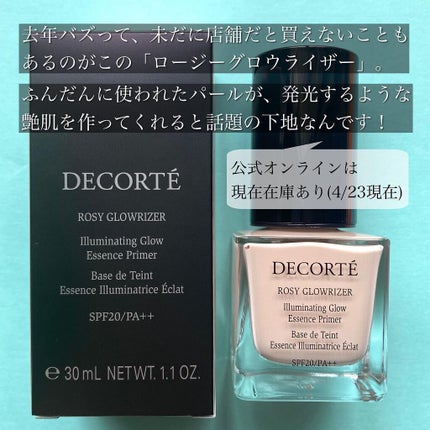 去年バズって、未だに店舗だと買えないことも
あるのがこの「ロージーグロウライザー」。
ふんだんに使われたパールが、発光するような
艶肌を作ってくれると話題の下地なんです！
公式オンラインは
現在在庫あり(4/23現在)
DECORTÉ
ROSY GLOWRIZER
Illuminating Glow
Essence Primer
Base de Teint
Essence Illuminatrice Éclat
SPF20/PA++
℮ 30 mL NET WT. 1.1 OZ.
DECORTÉ
ROSY GLOWRIZER
Illuminating Glow
Essence Primer
Base de Teint
Essence Illuminatrice Éclat
SPF20/PA++